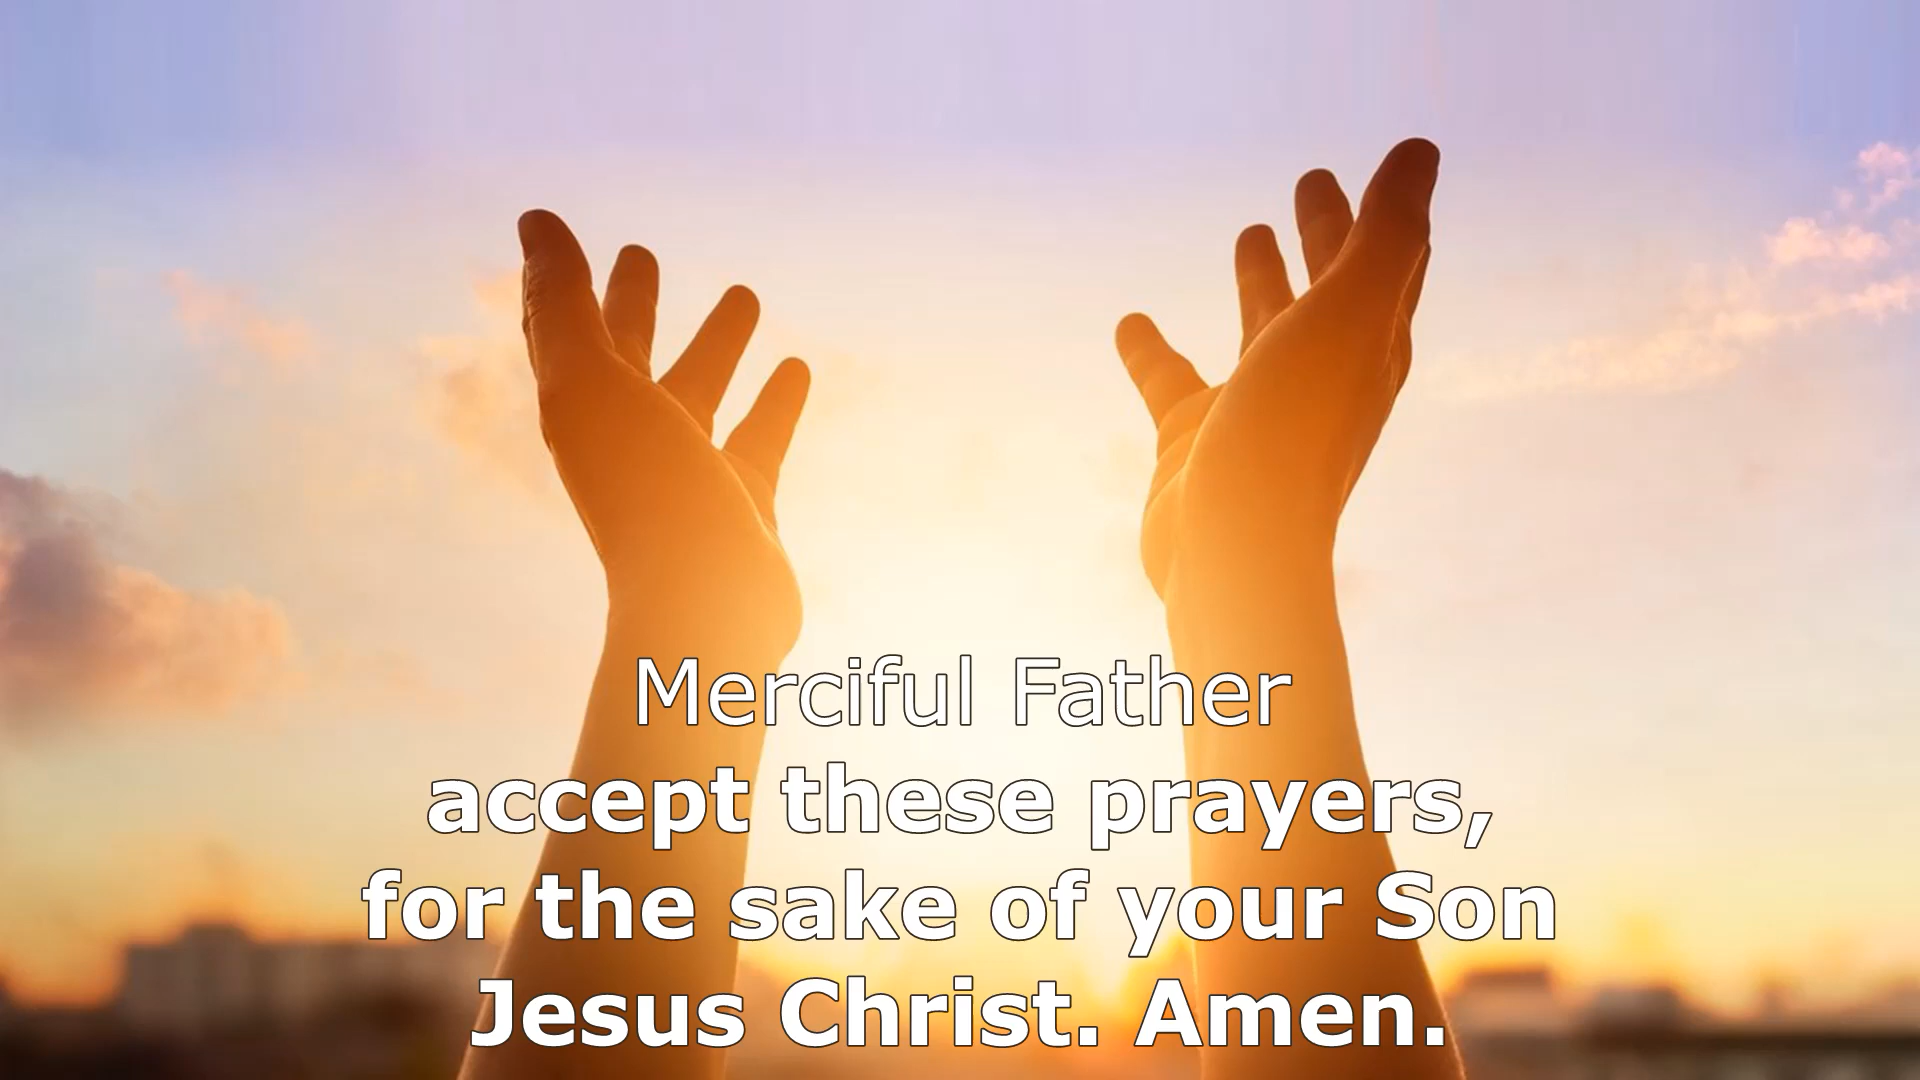 Merciful Father
accept these prayers,
for the sake of your Son
Jesus Christ. Amen.